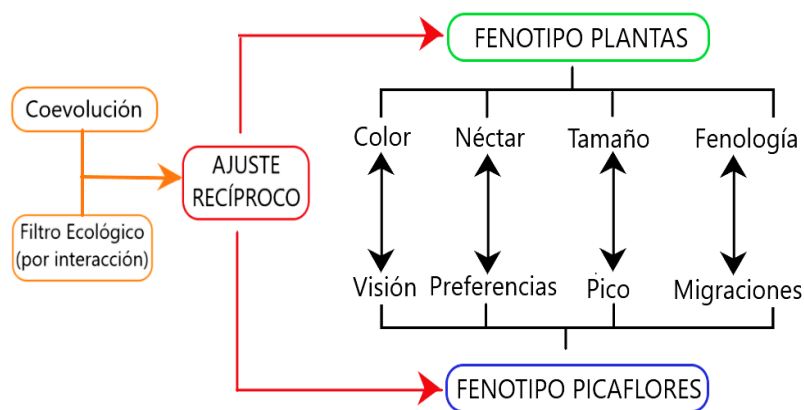 FENOTIPO PLANTAS
Coevolución
Color
Néctar
Tamaño
Fenología
AJUSTE
RECÍPROCO
Filtro Ecológico
(por interacción)
Visión
Preferencias
Pico
Migraciones
FENOTIPO PICAFLORES